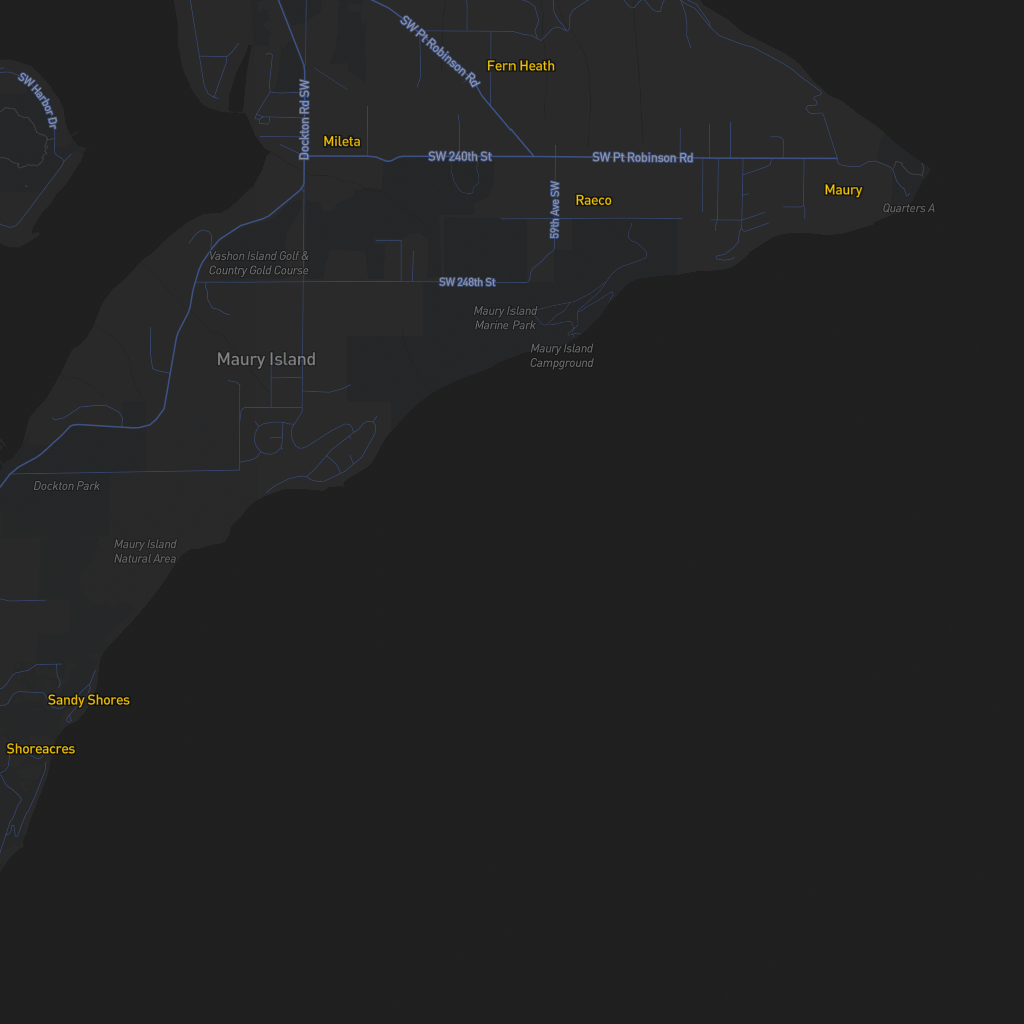 SW Pt Robinson Rd
Fern Heath
SW Harbor Dr
Dockton Rd SW
Mileta
SW 240th St
SW Pt Robinson Rd
Maury
Raeco
59th Ave SW
Quarters A
Vashon Island Golf &
Country Gold Course
SW 248th St
Maury Island
Marine Park
Maury Island
Campground
Maury Island
Dockton Park
Maury Island
Natural Area
Sandy Shores
Shoreacres